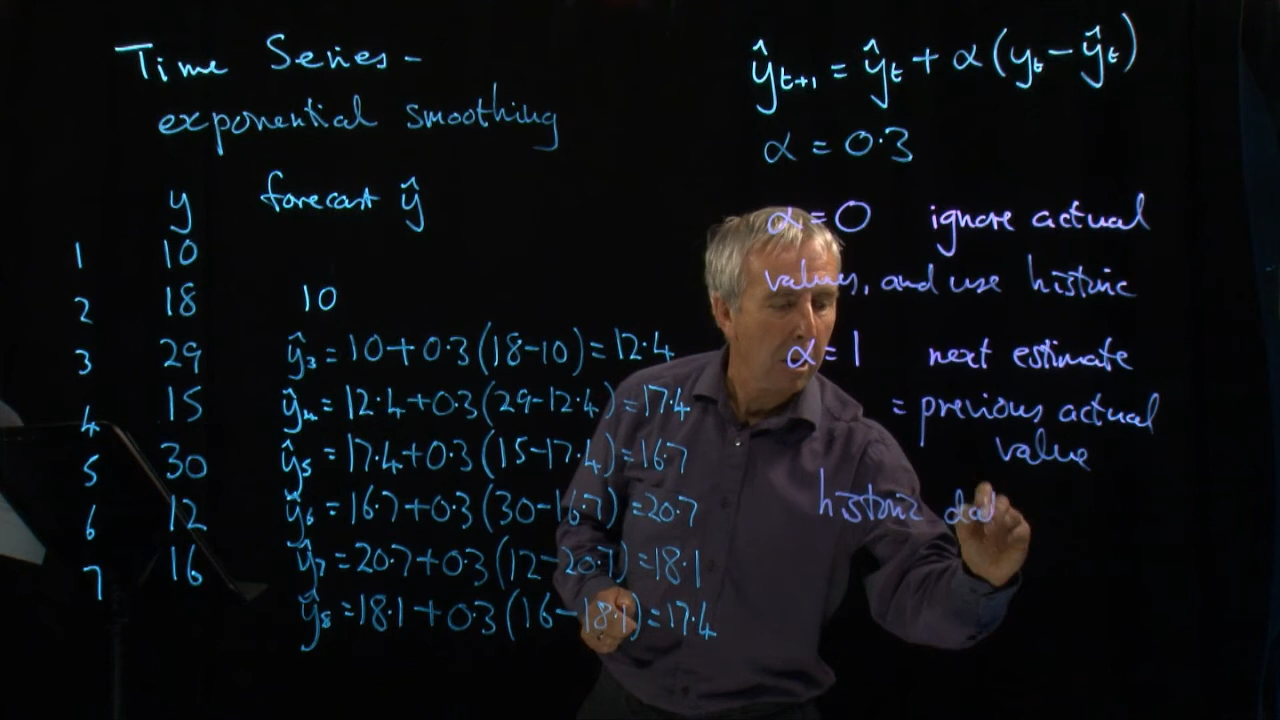 Time Series -
exponential smoothing
y forecast ŷ
1 10
2 18 10
3 29 ŷ₃ = 10+0.3(18-10)=12.4
4 15 ŷ₄ = 12.4+0.3(29-12.4)=17.4
5 30 ŷ₅ = 17.4+0.3(15-17.4)=16.7
6 12 ŷ₆ = 16.7+0.3(30-16.7)=20.7
7 16 ŷ₇ = 20.7+0.3(12-20.7)=18.1
ŷ₈ = 18.1+0.3(16-18.1)=17.4
ŷₜ₊₁ = ŷₜ + α(yₜ - ŷₜ)
α = 0.3
α = 0 ignore actual
values, and use historic
α = 1 next estimate
= previous actual
value
historic